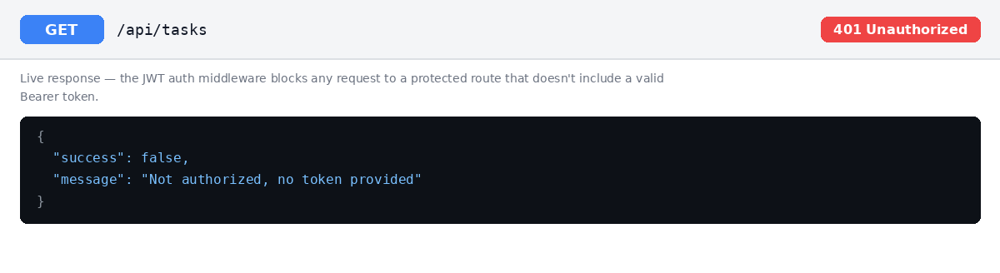 GET /api/tasks 401 Unauthorized
Live response — the JWT auth middleware blocks any request to a protected route that doesn't include a valid
Bearer token.
{
  "success": false,
  "message": "Not authorized, no token provided"
}